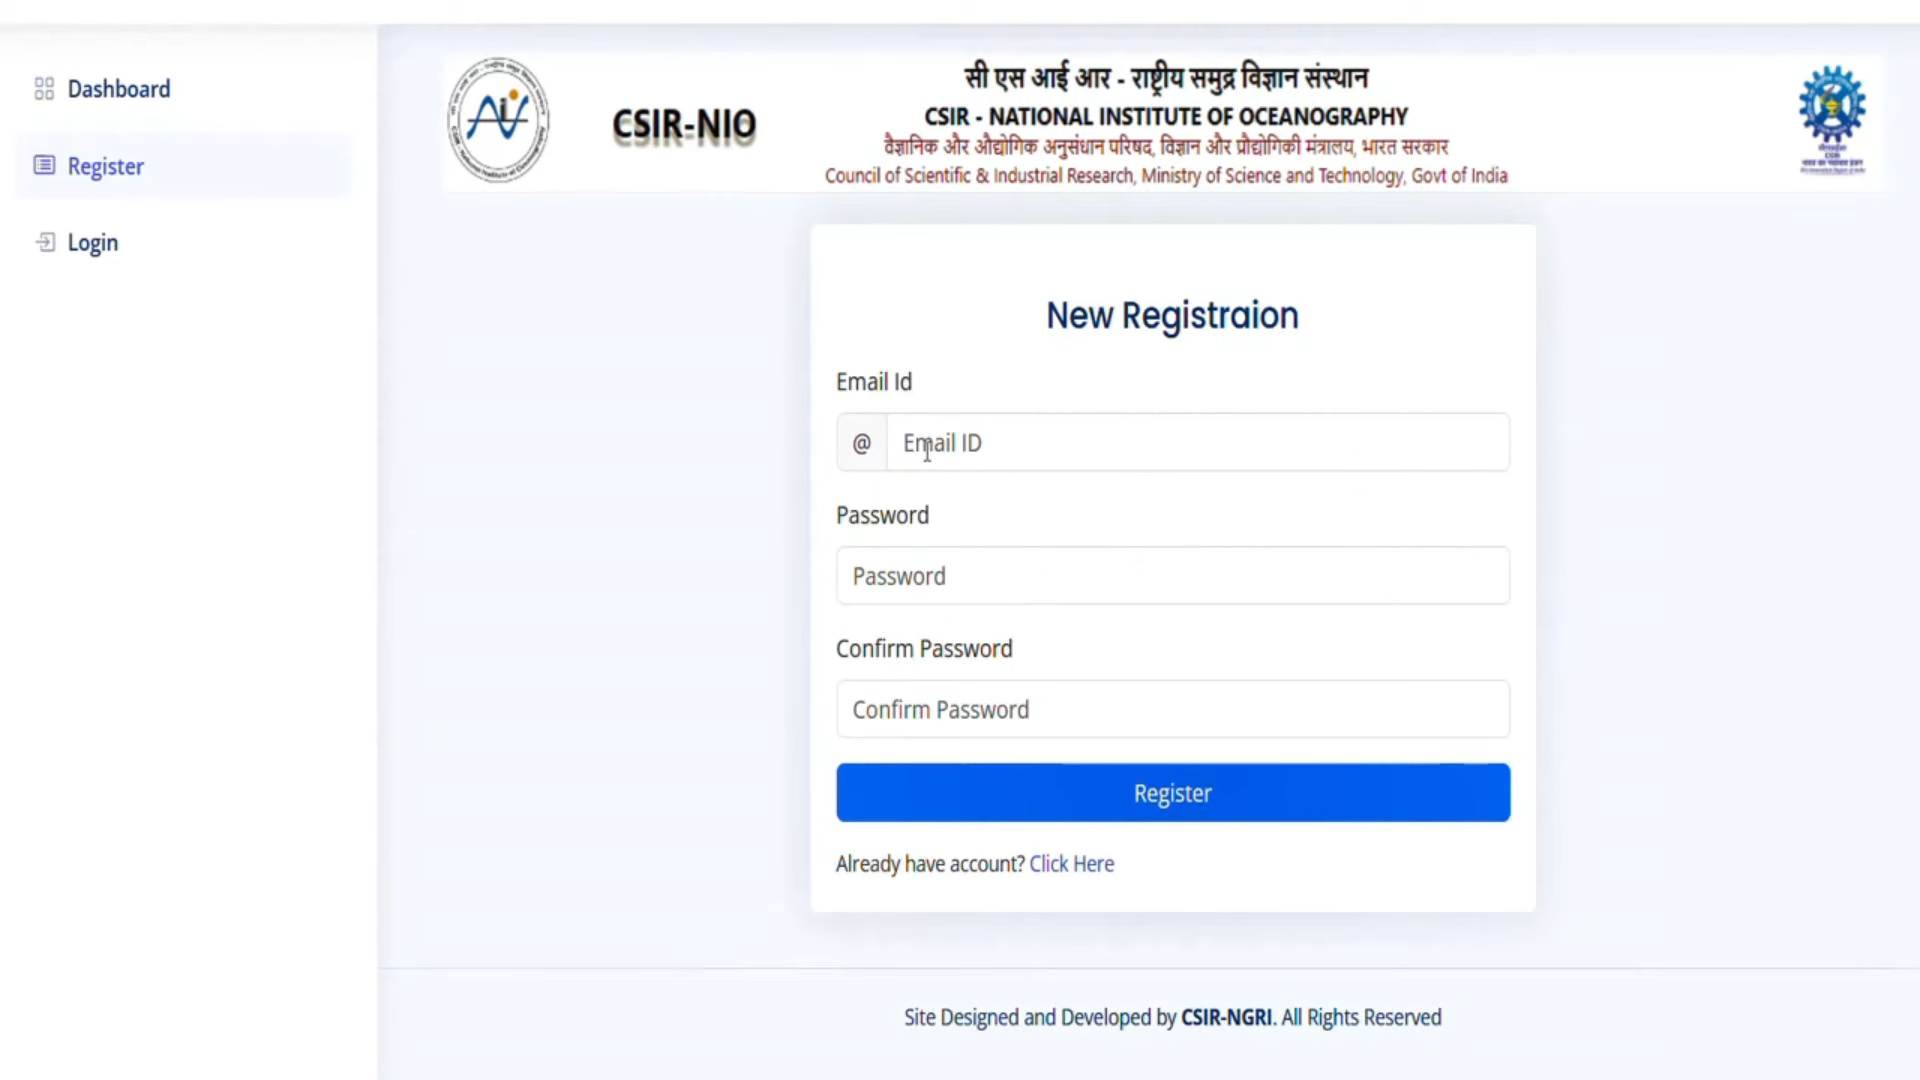 Dashboard
Register
Login
CSIR-NIO
सी एस आई आर - राष्ट्रीय समुद्र विज्ञान संस्थान
CSIR - NATIONAL INSTITUTE OF OCEANOGRAPHY
वैज्ञानिक और औद्योगिक अनुसंधान परिषद, विज्ञान और प्रौद्योगिकी मंत्रालय, भारत सरकार
Council of Scientific & Industrial Research, Ministry of Science and Technology, Govt of India
New Registraion
Email Id
@ Email ID
Password
Password
Confirm Password
Confirm Password
Register
Already have account? Click Here
Site Designed and Developed by CSIR-NGRI. All Rights Reserved